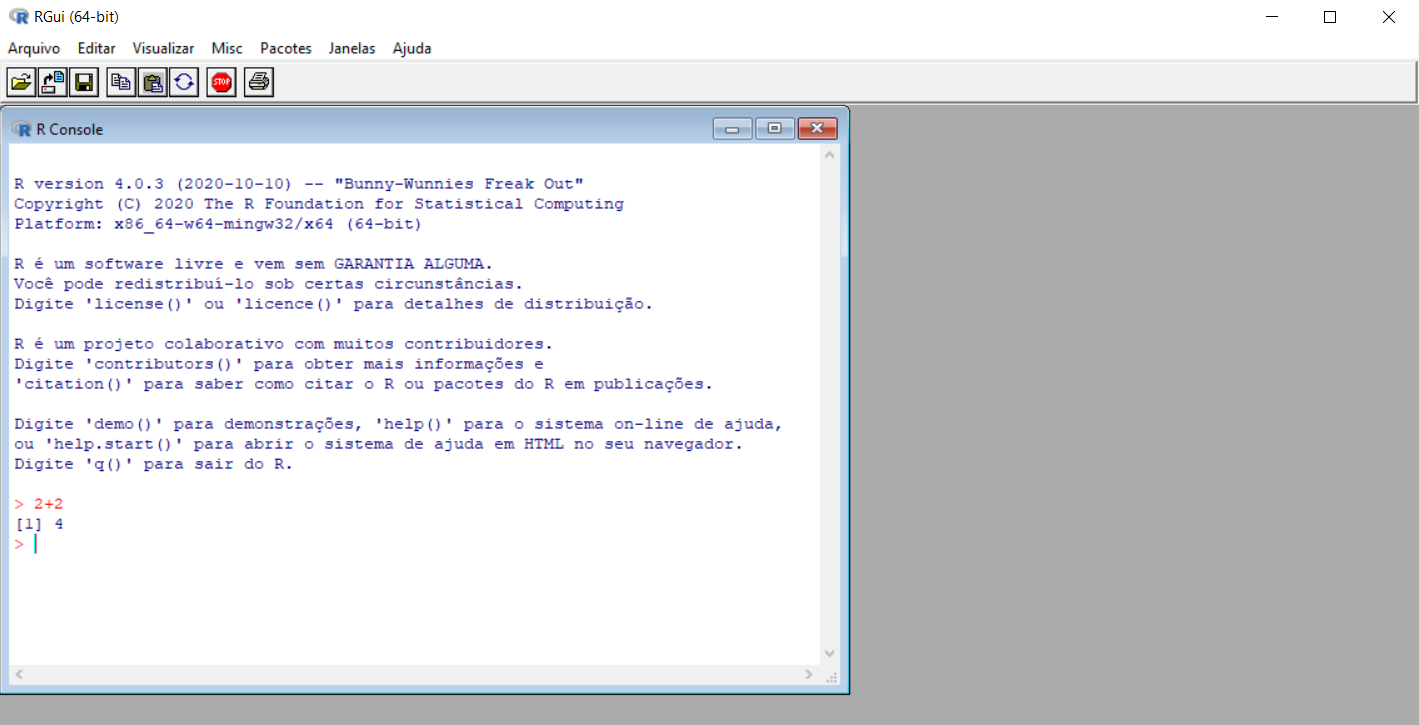 RGui (64-bit)
Arquivo Editar Visualizar Misc Pacotes Janelas Ajuda
STOP
R Console
R version 4.0.3 (2020-10-10) -- "Bunny-Wunnies Freak Out"
Copyright (C) 2020 The R Foundation for Statistical Computing
Platform: x86_64-w64-mingw32/x64 (64-bit)
R é um software livre e vem sem GARANTIA ALGUMA.
Você pode redistribuí-lo sob certas circunstâncias.
Digite 'license()' ou 'licence()' para detalhes de distribuição.
R é um projeto colaborativo com muitos contribuidores.
Digite 'contributors()' para obter mais informações e
'citation()' para saber como citar o R ou pacotes do R em publicações.
Digite 'demo()' para demonstrações, 'help()' para o sistema on-line de ajuda,
ou 'help.start()' para abrir o sistema de ajuda em HTML no seu navegador.
Digite 'q()' para sair do R.
> 2+2
[1] 4
>